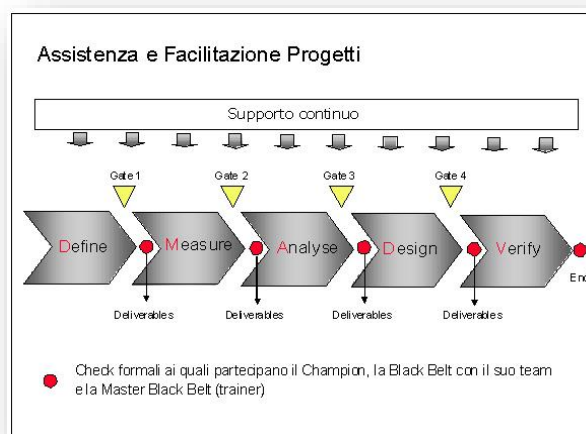 Assistenza e Facilitazione Progetti
Supporto continuo
Gate 1
Gate 2
Gate 3
Gate 4
Define
Measure
Analyse
Design
Verify
End
Deliverables
Deliverables
Deliverables
Deliverables
Check formali ai quali partecipano il Champion, la Black Belt con il suo team
e la Master Black Belt (trainer)